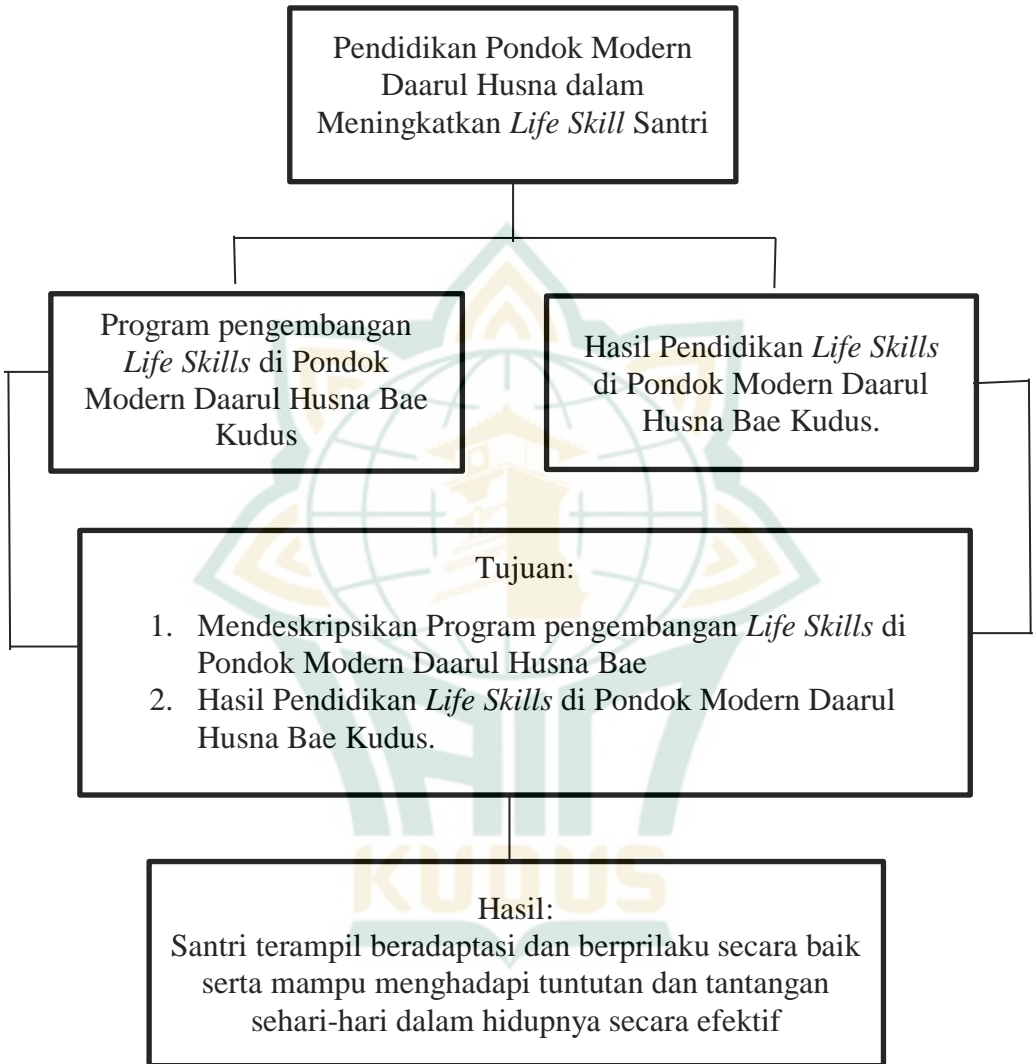 Pendidikan Pondok Modern
Daarul Husna dalam
Meningkatkan Life Skill Santri
Program pengembangan
Life Skills di Pondok
Modern Daarul Husna Bae
Kudus
Hasil Pendidikan Life Skills
di Pondok Modern Daarul
Husna Bae Kudus.
Tujuan:
1. Mendeskripsikan Program pengembangan Life Skills di
Pondok Modern Daarul Husna Bae
2. Hasil Pendidikan Life Skills di Pondok Modern Daarul
Husna Bae Kudus.
IAIN
KUDUS
Hasil:
Santri terampil beradaptasi dan berprilaku secara baik
serta mampu menghadapi tuntutan dan tantangan
sehari-hari dalam hidupnya secara efektif